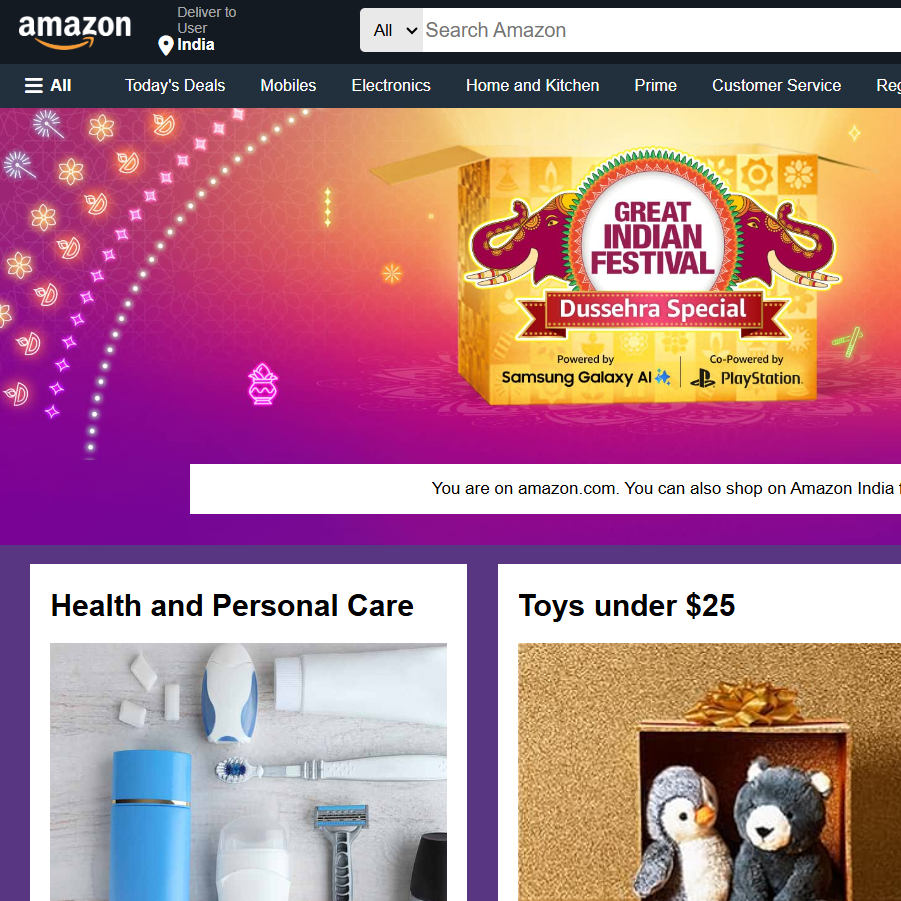 amazon
Deliver to
User
India
All
Search Amazon
All
Today's Deals
Mobiles
Electronics
Home and Kitchen
Prime
Customer Service
GREAT
INDIAN
FESTIVAL
Dussehra Special
Powered by
Samsung Galaxy AI
Co-Powered by
PlayStation.
You are on amazon.com. You can also shop on Amazon India
Health and Personal Care
Toys under $25